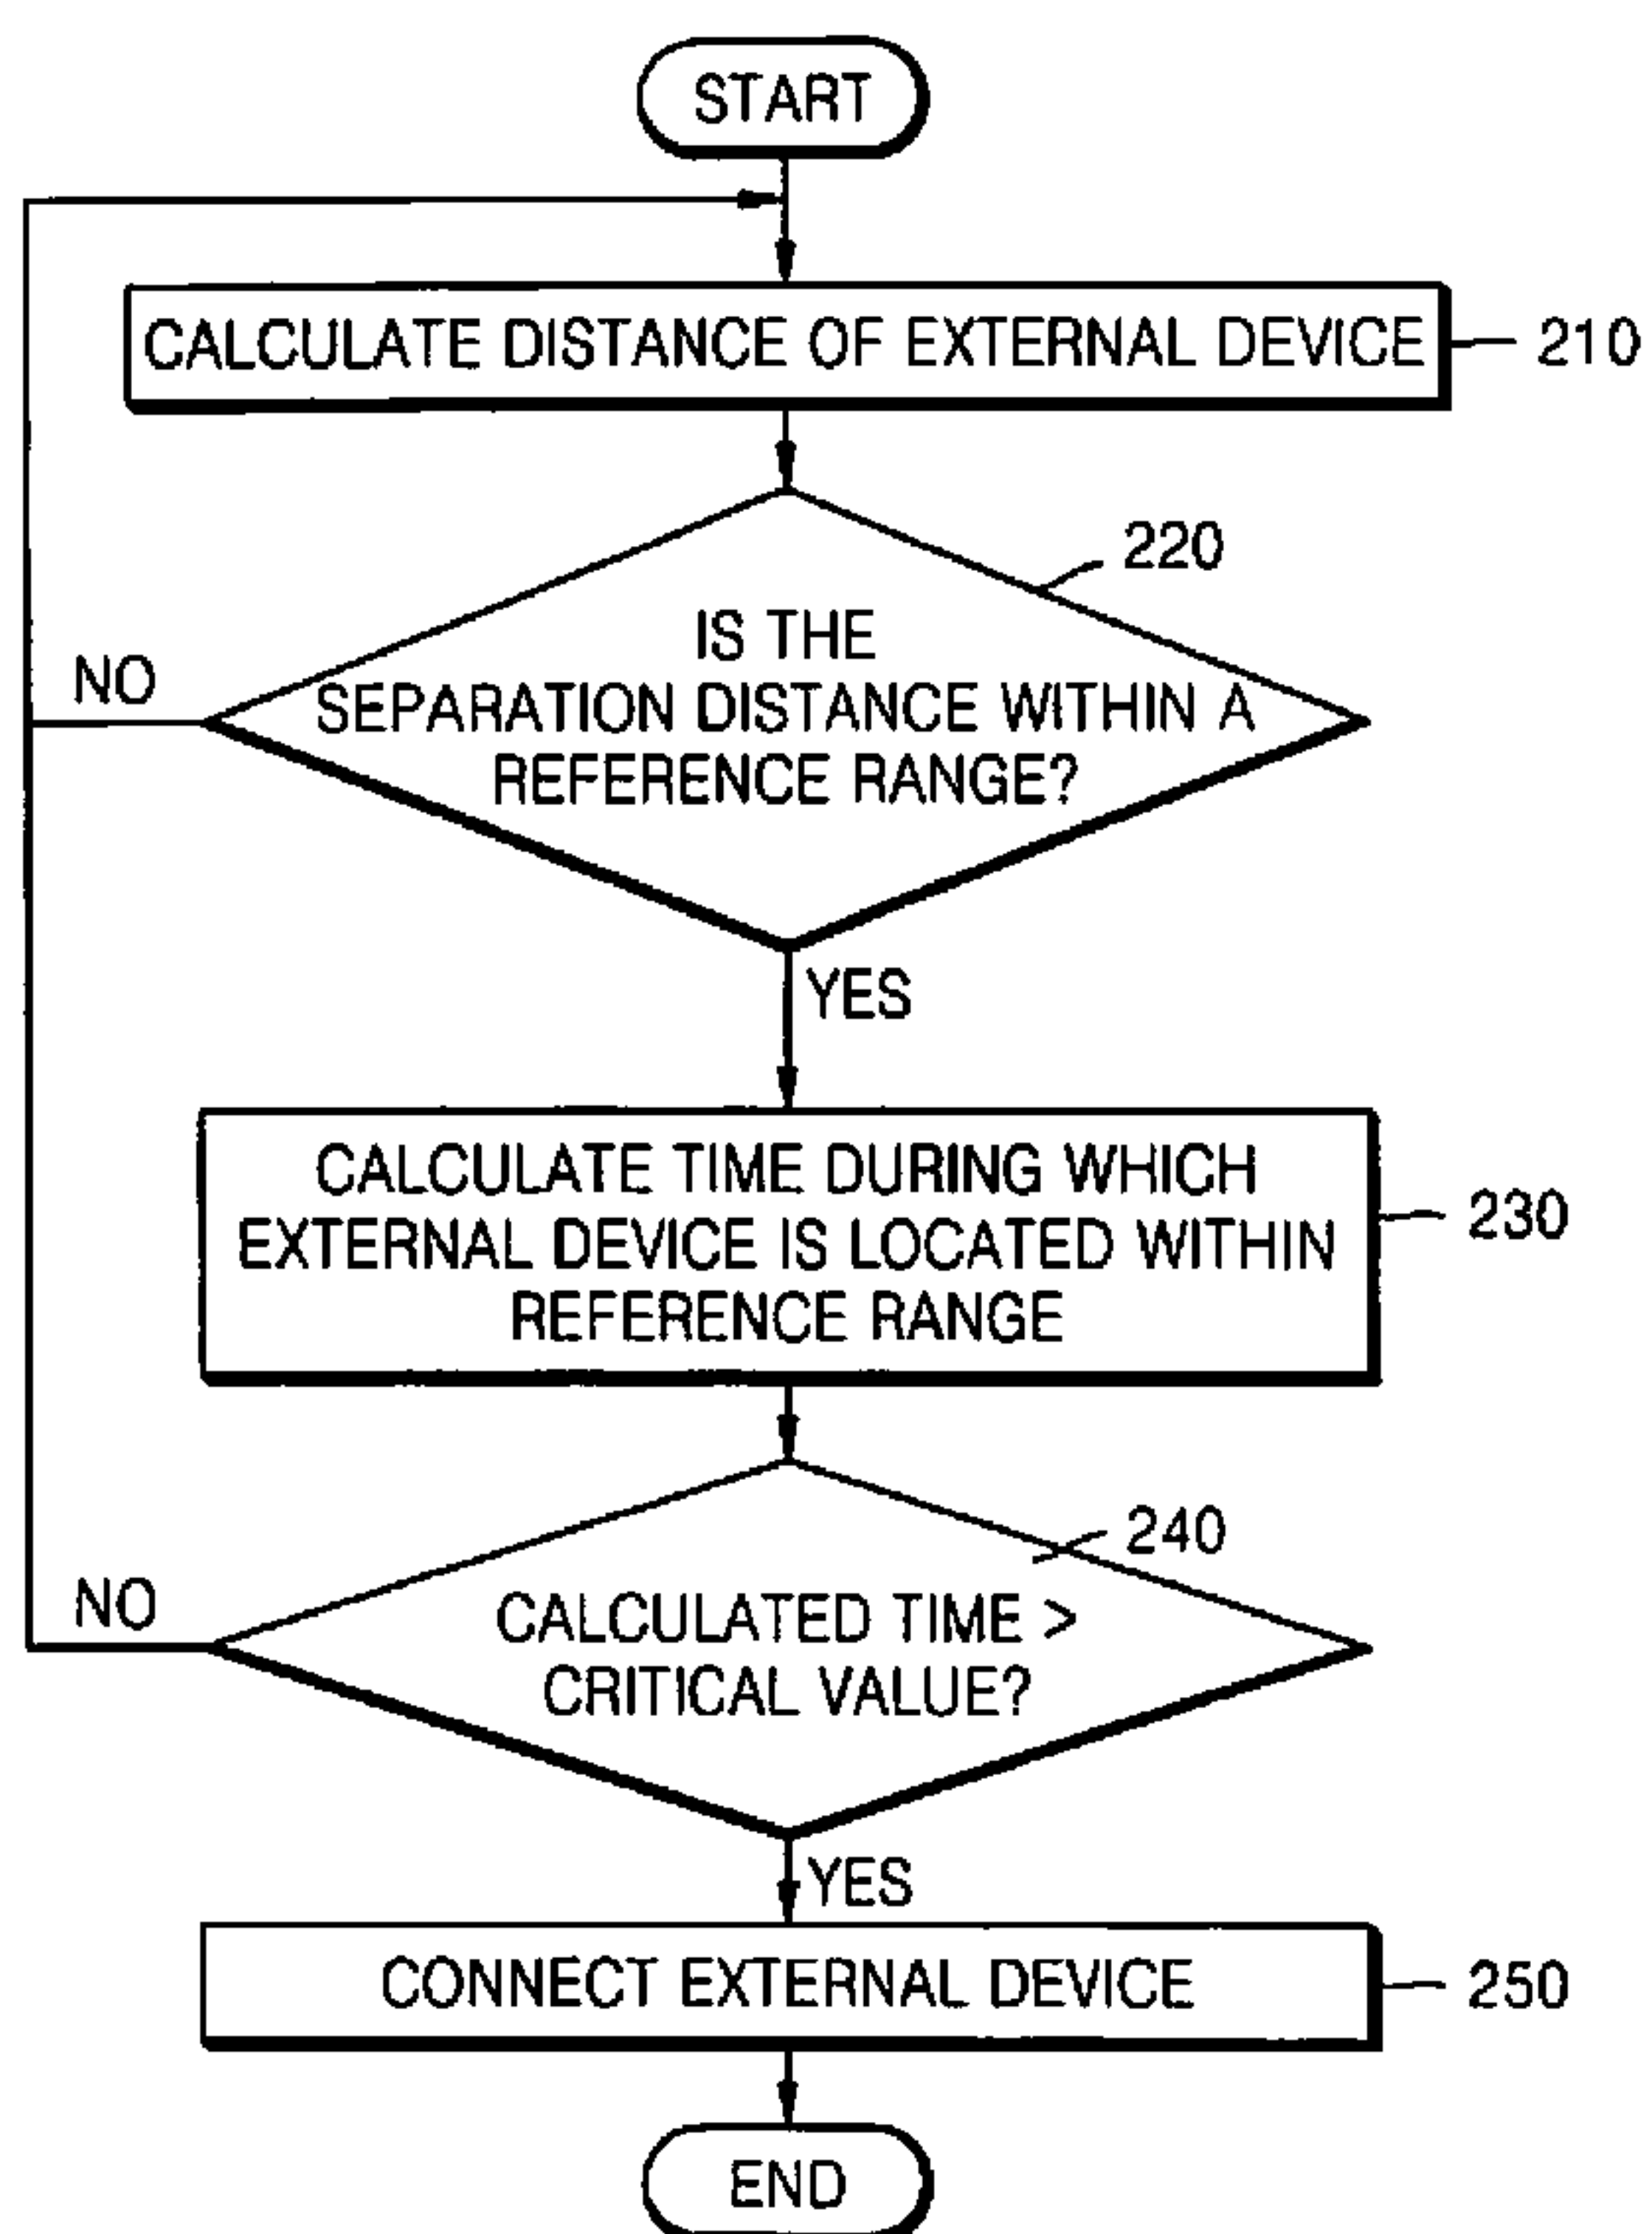 START
CALCULATE DISTANCE OF EXTERNAL DEVICE
210
220
IS THE
SEPARATION DISTANCE WITHIN A
REFERENCE RANGE?
NO
YES
CALCULATE TIME DURING WHICH
EXTERNAL DEVICE IS LOCATED WITHIN
REFERENCE RANGE
230
240
CALCULATED TIME >
CRITICAL VALUE?
NO
YES
CONNECT EXTERNAL DEVICE
250
END